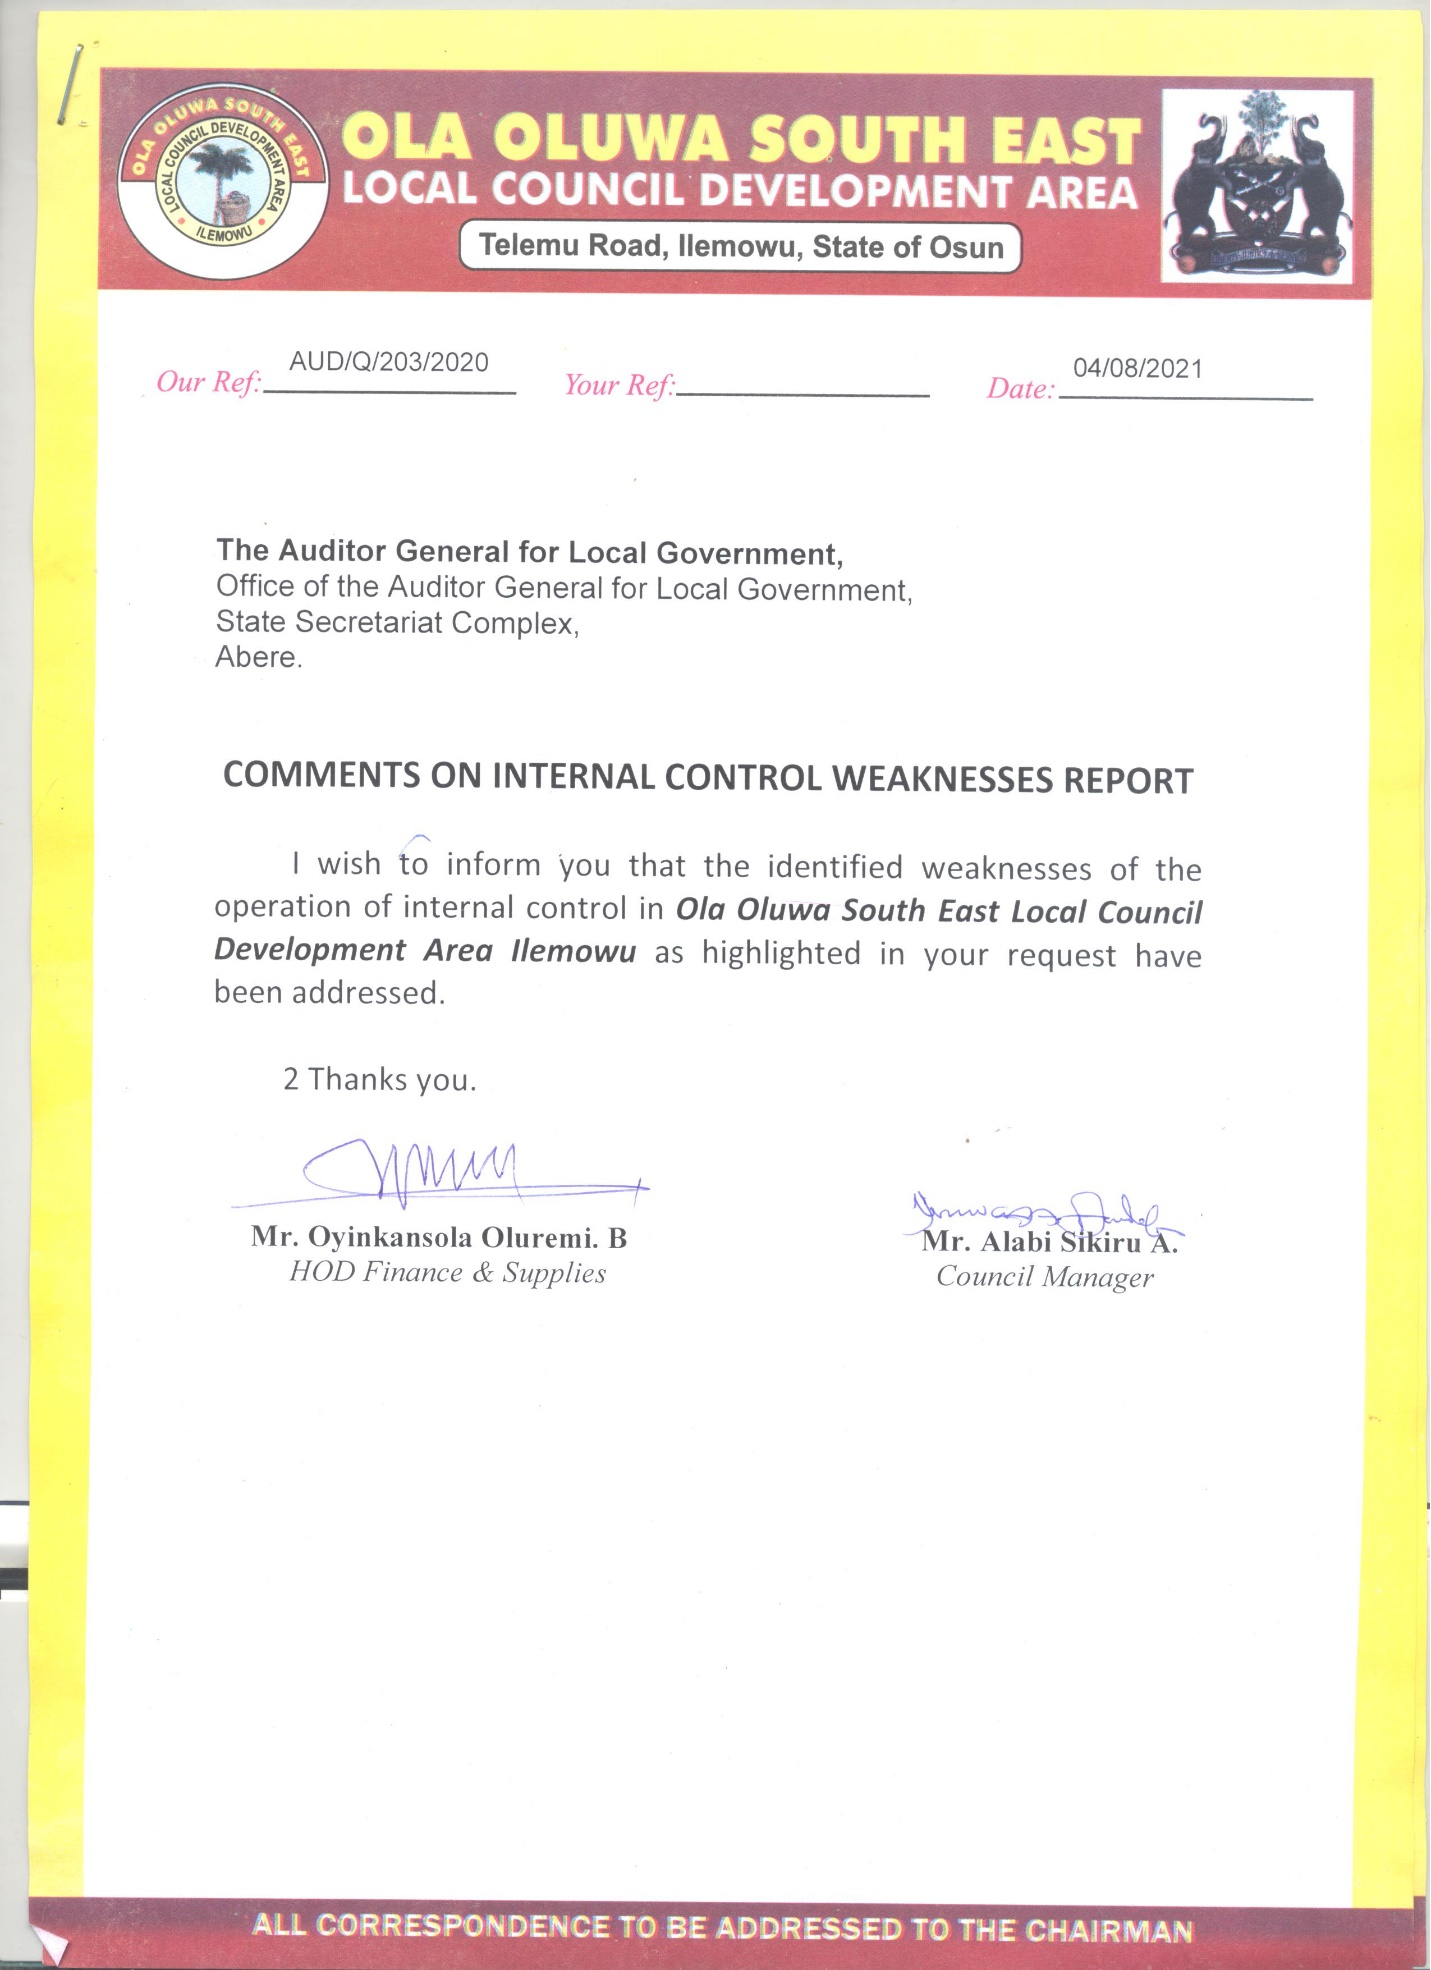 OLA OLUWA SOUTH EAST
LOCAL COUNCIL DEVELOPMENT AREA
ILEMOWU
OLA OLUWA SOUTH EAST
LOCAL COUNCIL DEVELOPMENT AREA
Telemu Road, Ilemowu, State of Osun
Our Ref: AUD/Q/203/2020 Your Ref: Date: 04/08/2021
The Auditor General for Local Government,
Office of the Auditor General for Local Government,
State Secretariat Complex,
Abere.
COMMENTS ON INTERNAL CONTROL WEAKNESSES REPORT
I wish to inform you that the identified weaknesses of the
operation of internal control in Ola Oluwa South East Local Council
Development Area Ilemowu as highlighted in your request have
been addressed.
2 Thanks you.
Mr. Oyinkansola Oluremi. B
HOD Finance & Supplies
Mr. Alabi Sikiru A.
Council Manager
ALL CORRESPONDENCE TO BE ADDRESSED TO THE CHAIRMAN